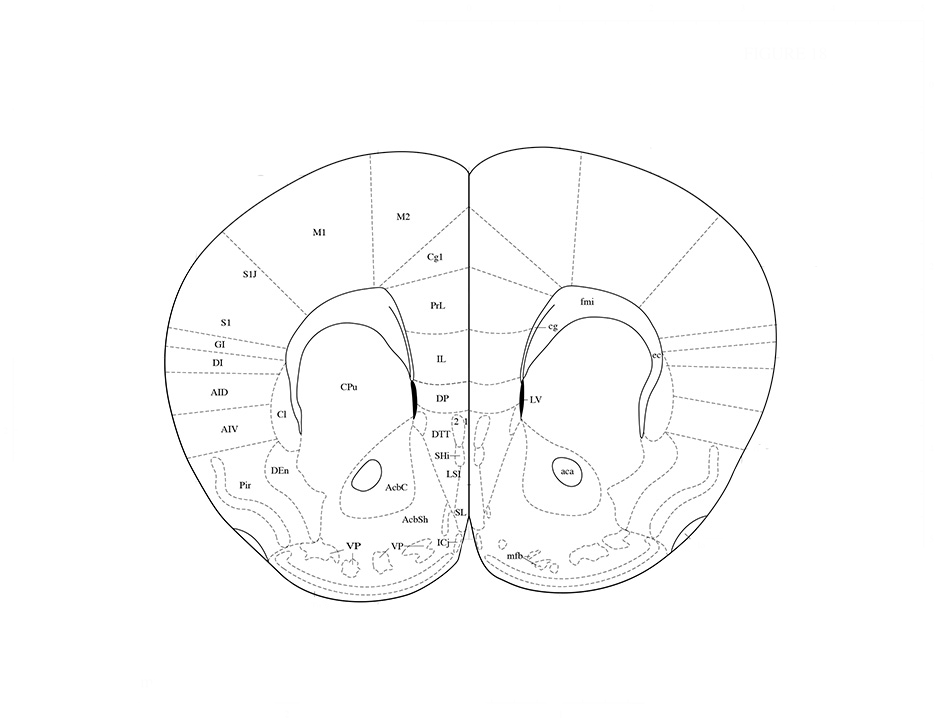 M2
M1
Cg1
S1J
PrL
fmi
S1
cg
GI
IL
ec
DI
CPu
AID
DP
LV
Cl
2 1
AIV
DTT
SHi
DEn
LSI
aca
Pir
AcbC
SL
AcbSh
ICj
VP
VP
mfb